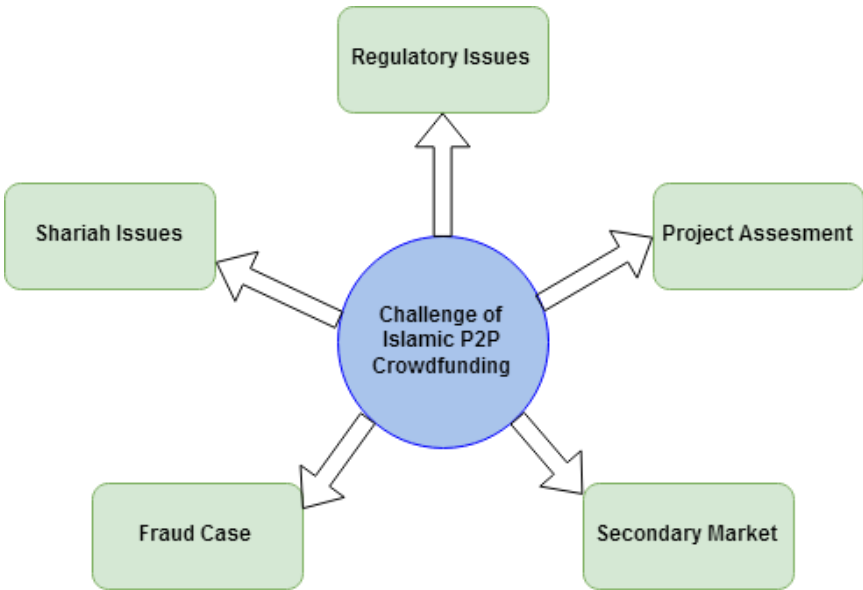 Regulatory Issues
Shariah Issues
Project Assesment
Challenge of
Islamic P2P
Crowdfunding
Fraud Case
Secondary Market